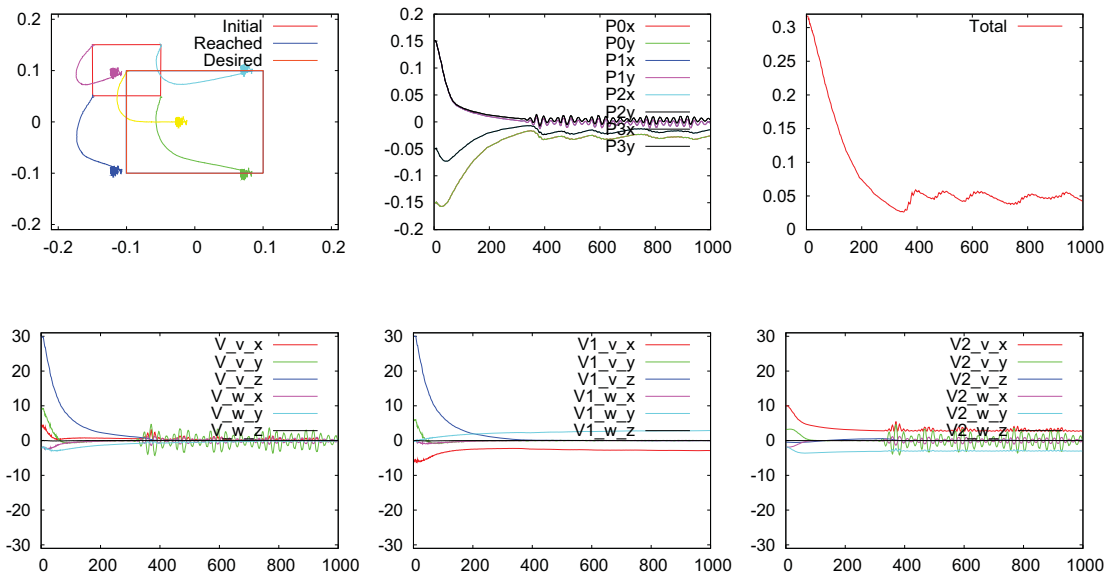 0.2
0.1
0
-0.1
-0.2
-0.2 -0.1 0 0.1 0.2
Initial
Reached
Desired
0.2
0.15
0.1
0.05
0
-0.05
-0.1
-0.15
-0.2
0 200 400 600 800 1000
P0x
P0y
P1x
P1y
P2x
P2y
P3x
P3y
0.3
0.25
0.2
0.15
0.1
0.05
0
0 200 400 600 800 1000
Total
30
20
10
0
-10
-20
-30
0 200 400 600 800 1000
V_v_x
V_v_y
V_v_z
V_w_x
V_w_y
V_w_z
30
20
10
0
-10
-20
-30
0 200 400 600 800 1000
V1_v_x
V1_v_y
V1_v_z
V1_w_x
V1_w_y
V1_w_z
30
20
10
0
-10
-20
-30
0 200 400 600 800 1000
V2_v_x
V2_v_y
V2_v_z
V2_w_x
V2_w_y
V2_w_z